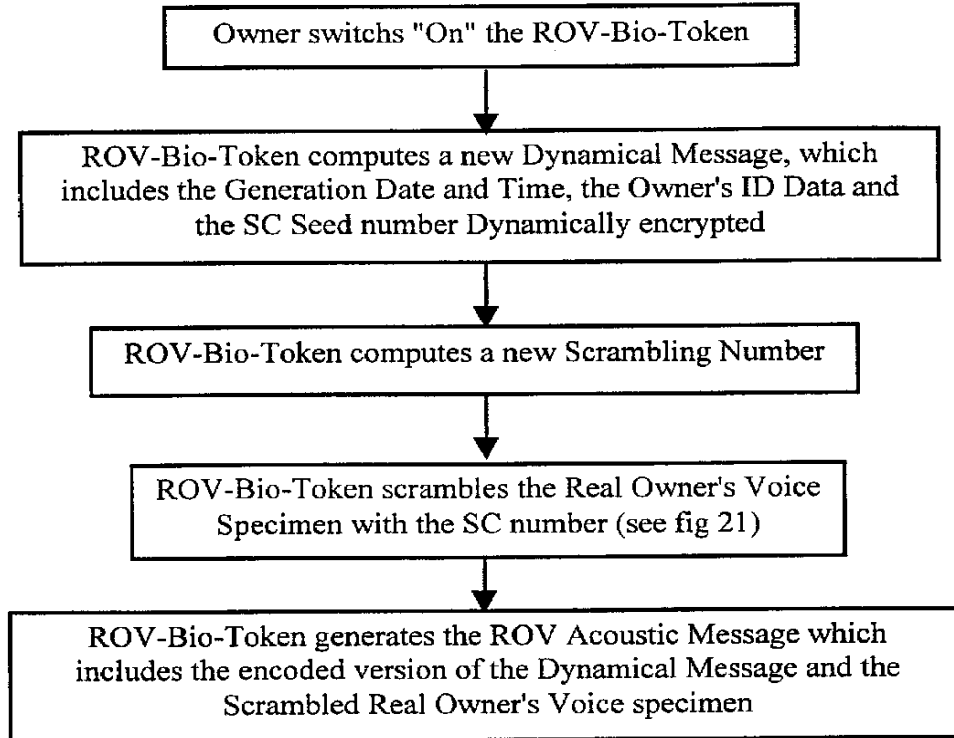 Owner switchs "On" the ROV-Bio-Token
ROV-Bio-Token computes a new Dynamical Message, which
includes the Generation Date and Time, the Owner's ID Data and
the SC Seed number Dynamically encrypted
ROV-Bio-Token computes a new Scrambling Number
ROV-Bio-Token scrambles the Real Owner's Voice
Specimen with the SC number (see fig 21)
ROV-Bio-Token generates the ROV Acoustic Message which
includes the encoded version of the Dynamical Message and the
Scrambled Real Owner's Voice specimen